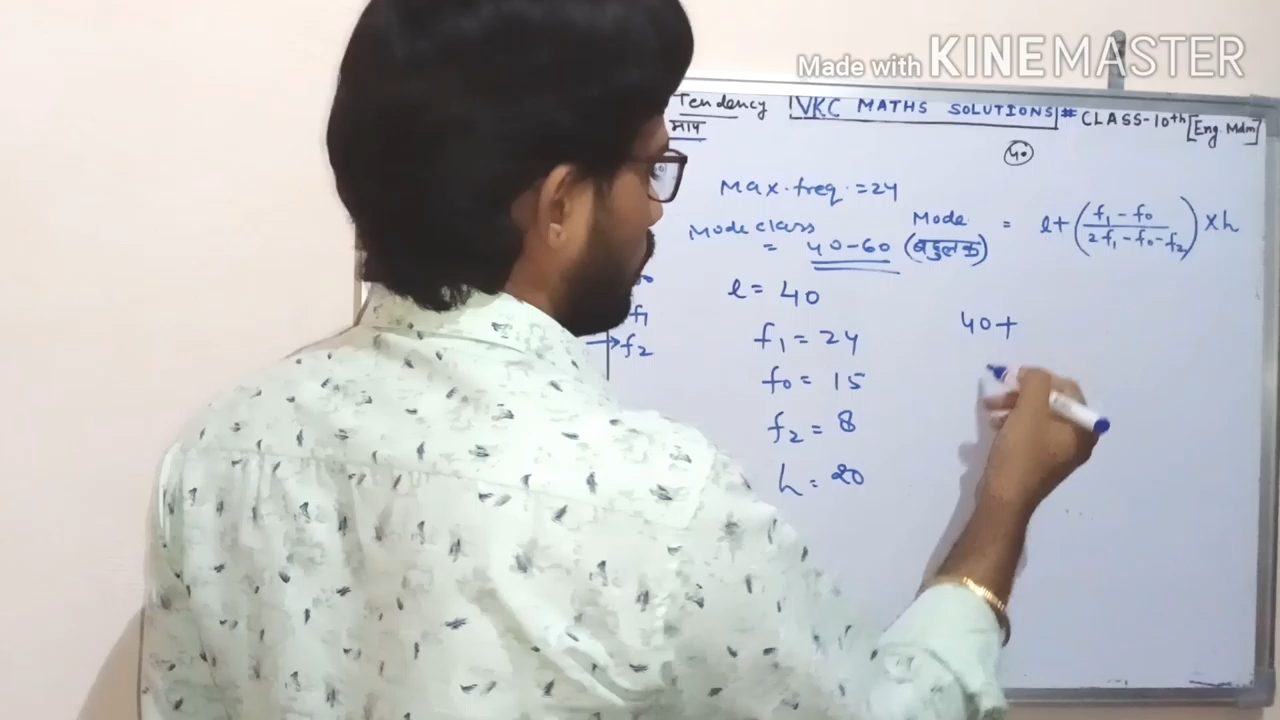 Made with KINEMASTER
Tendency VKC MATHS SOLUTIONS # CLASS-10th [Eng Mdm]
माप
40
Max. freq. = 24
Mode class
= 40-60
Mode (बहुलक) = l + (f₁ - f₀ / 2f₁ - f₀ - f₂) × h
l = 40
f₁
→ f₂
f₁ = 24
f₀ = 15
f₂ = 8
h = 20
40 +